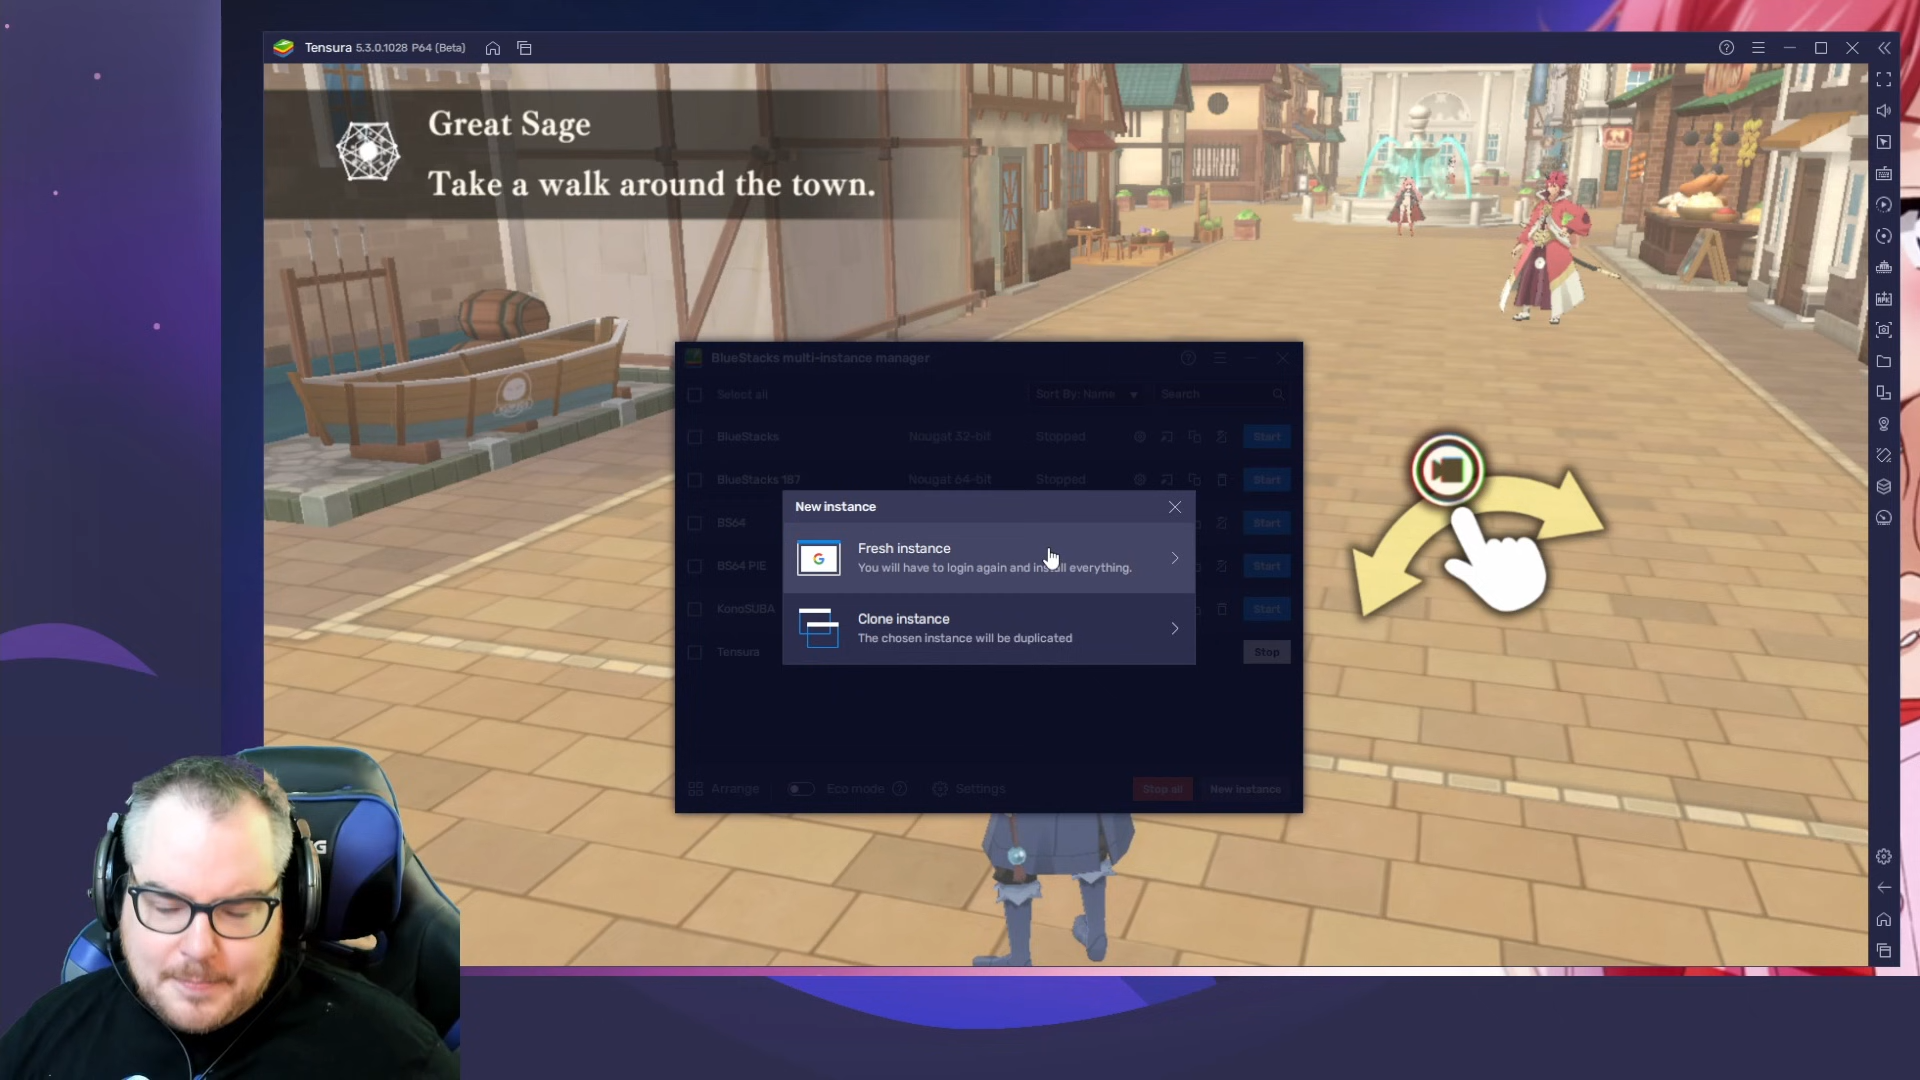 Tensura 5.3.0.1028 P64 (Beta)
Great Sage
Take a walk around the town.
BlueStacks multi-instance manager
Select all
Sort By: Name
Search
BlueStacks Nougat 32-bit Stopped Start
BlueStacks 187 Nougat 64-bit Stopped Start
New instance
BS64 Start
Fresh instance
You will have to login again and install everything.
BS64 PIE Start
KonoSUBA Start
Clone instance
The chosen instance will be duplicated
Tensura Stop
Arrange Eco mode Settings Stop all New instance